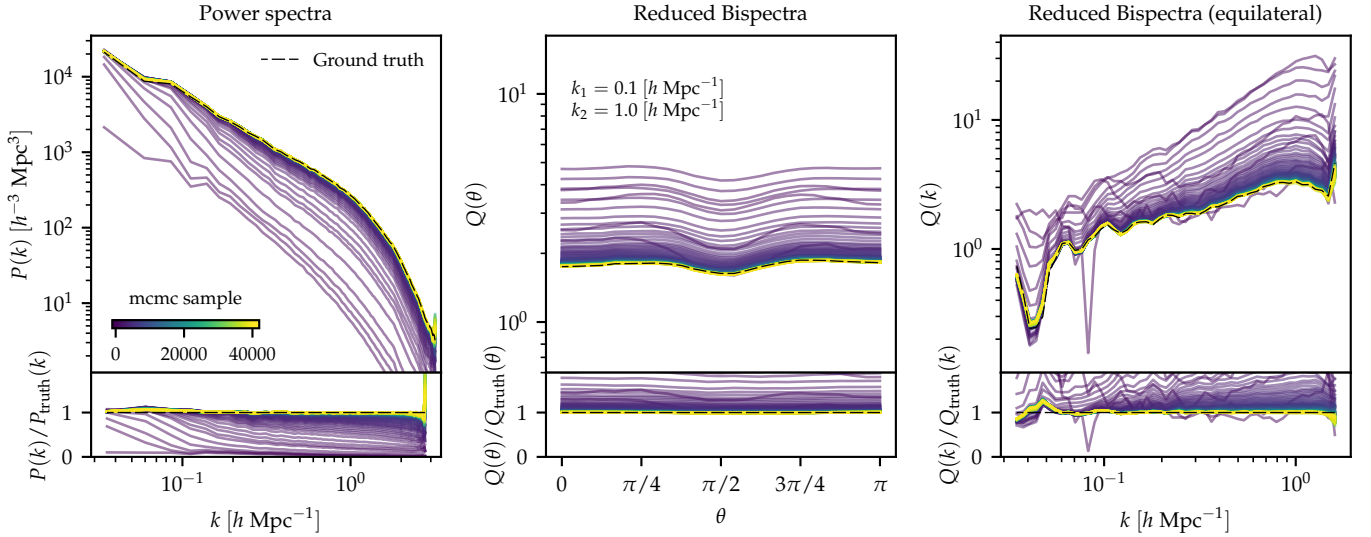 Power spectra
Reduced Bispectra
Reduced Bispectra (equilateral)
10^4
10^3
10^2
10^1
P(k) [h^−3 Mpc^3]
Ground truth
mcmc sample
0 20000 40000
1
0
P(k)/P_truth(k)
10^−1 10^0
k [h Mpc^−1]
10^1
10^0
Q(θ)
k_1 = 0.1 [h Mpc^−1]
k_2 = 1.0 [h Mpc^−1]
1
0
Q(θ)/Q_truth(θ)
0 π/4 π/2 3π/4 π
θ
10^1
10^0
Q(k)
1
0
Q(k)/Q_truth(k)
10^−1 10^0
k [h Mpc^−1]